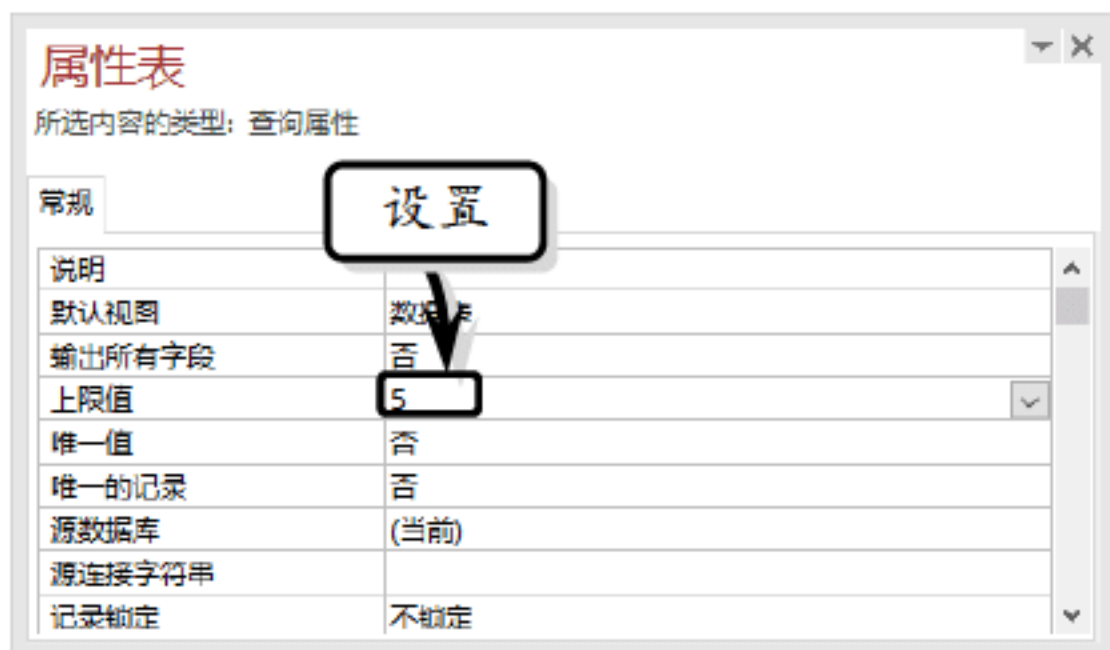 属性表
所选内容的类型: 查询属性
设置
常规
说明
默认视图 数据表
输出所有字段 否
上限值 5
唯一值 否
唯一的记录 否
源数据库 (当前)
源连接字符串
记录锁定 不锁定